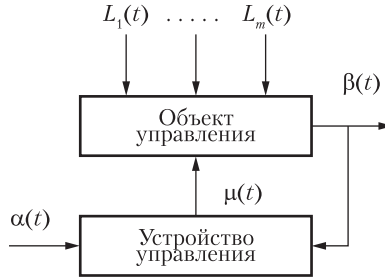 L₁(t) ..... Lₘ(t)
β(t)
Объект
управления
μ(t)
α(t)
Устройство
управления